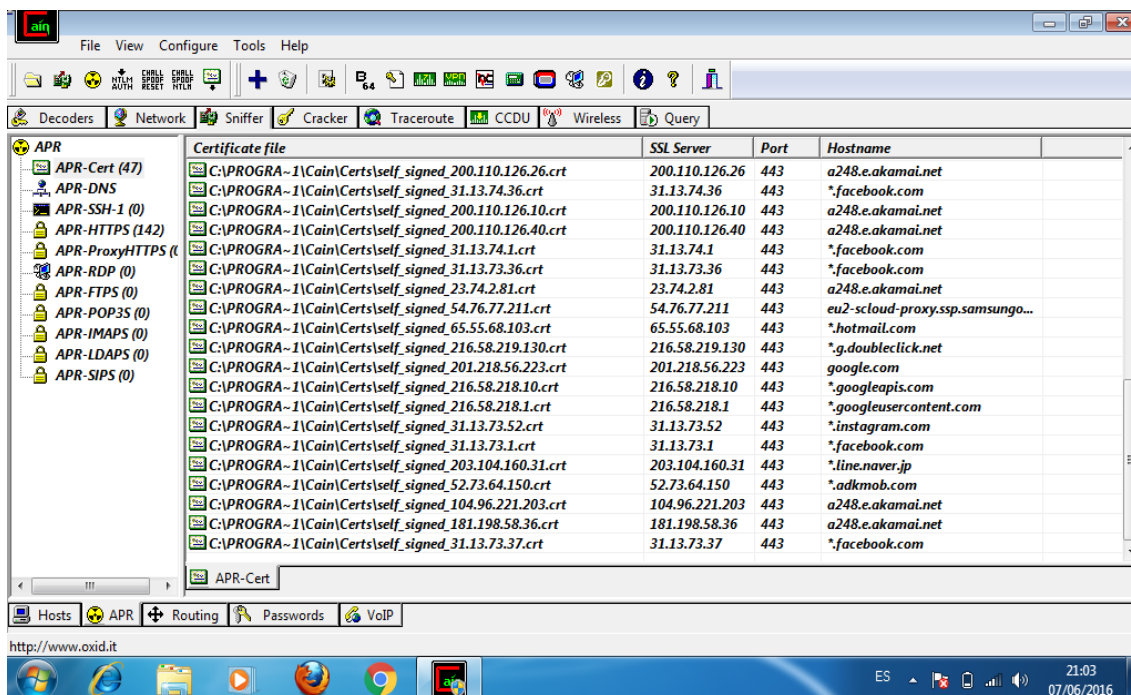 Cain
File View Configure Tools Help
NTLM AUTH
CHALL SPOOF RESET
CHALL SPOOF NTLM
B 64
Decoders Network Sniffer Cracker Traceroute CCDU Wireless Query
APR
APR-Cert (47)
APR-DNS
APR-SSH-1 (0)
APR-HTTPS (142)
APR-ProxyHTTPS (
APR-RDP (0)
APR-FTPS (0)
APR-POP3S (0)
APR-IMAPS (0)
APR-LDAPS (0)
APR-SIPS (0)
Certificate file SSL Server Port Hostname
C:\PROGRA~1\Cain\Certs\self_signed_200.110.126.26.crt 200.110.126.26 443 a248.e.akamai.net
C:\PROGRA~1\Cain\Certs\self_signed_31.13.74.36.crt 31.13.74.36 443 *.facebook.com
C:\PROGRA~1\Cain\Certs\self_signed_200.110.126.10.crt 200.110.126.10 443 a248.e.akamai.net
C:\PROGRA~1\Cain\Certs\self_signed_200.110.126.40.crt 200.110.126.40 443 a248.e.akamai.net
C:\PROGRA~1\Cain\Certs\self_signed_31.13.74.1.crt 31.13.74.1 443 *.facebook.com
C:\PROGRA~1\Cain\Certs\self_signed_31.13.73.36.crt 31.13.73.36 443 *.facebook.com
C:\PROGRA~1\Cain\Certs\self_signed_23.74.2.81.crt 23.74.2.81 443 a248.e.akamai.net
C:\PROGRA~1\Cain\Certs\self_signed_54.76.77.211.crt 54.76.77.211 443 eu2-scloud-proxy.ssp.samsungo...
C:\PROGRA~1\Cain\Certs\self_signed_65.55.68.103.crt 65.55.68.103 443 *.hotmail.com
C:\PROGRA~1\Cain\Certs\self_signed_216.58.219.130.crt 216.58.219.130 443 *.g.doubleclick.net
C:\PROGRA~1\Cain\Certs\self_signed_201.218.56.223.crt 201.218.56.223 443 google.com
C:\PROGRA~1\Cain\Certs\self_signed_216.58.218.10.crt 216.58.218.10 443 *.googleapis.com
C:\PROGRA~1\Cain\Certs\self_signed_216.58.218.1.crt 216.58.218.1 443 *.googleusercontent.com
C:\PROGRA~1\Cain\Certs\self_signed_31.13.73.52.crt 31.13.73.52 443 *.instagram.com
C:\PROGRA~1\Cain\Certs\self_signed_31.13.73.1.crt 31.13.73.1 443 *.facebook.com
C:\PROGRA~1\Cain\Certs\self_signed_203.104.160.31.crt 203.104.160.31 443 *.line.naver.jp
C:\PROGRA~1\Cain\Certs\self_signed_52.73.64.150.crt 52.73.64.150 443 *.adkmob.com
C:\PROGRA~1\Cain\Certs\self_signed_104.96.221.203.crt 104.96.221.203 443 a248.e.akamai.net
C:\PROGRA~1\Cain\Certs\self_signed_181.198.58.36.crt 181.198.58.36 443 a248.e.akamai.net
C:\PROGRA~1\Cain\Certs\self_signed_31.13.73.37.crt 31.13.73.37 443 *.facebook.com
APR-Cert
Hosts APR Routing Passwords VoIP
http://www.oxid.it
ES 21:03
07/06/2016